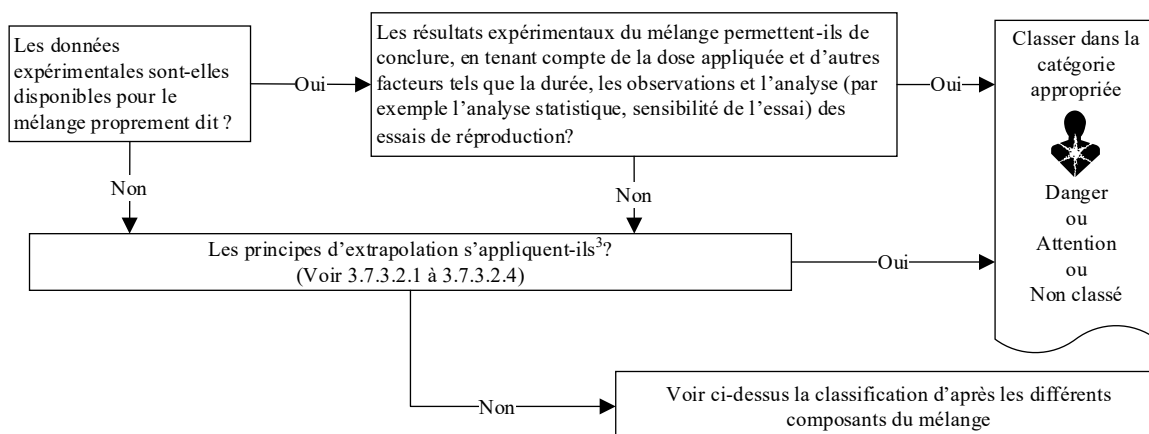 Les données
expérimentales sont-elles
disponibles pour le
mélange proprement dit ?
Oui
Les résultats expérimentaux du mélange permettent-ils de
conclure, en tenant compte de la dose appliquée et d'autres
facteurs tels que la durée, les observations et l'analyse (par
exemple l'analyse statistique, sensibilité de l'essai) des
essais de réproduction?
Oui
Classer dans la
catégorie
appropriée
Danger
ou
Attention
ou
Non classé
Non
Non
Les principes d'extrapolation s'appliquent-ils³?
(Voir 3.7.3.2.1 à 3.7.3.2.4)
Oui
Non
Voir ci-dessus la classification d'après les différents
composants du mélange